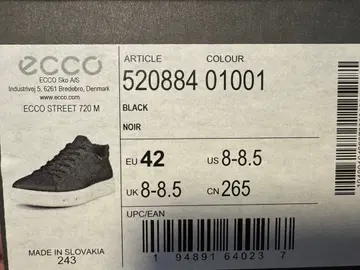 ecco
ECCO Sko A/S
Industrivej 5, 6261 Bredebro, Denmark
www.ecco.com
ECCO STREET 720 M
MADE IN SLOVAKIA
243
ARTICLE COLOUR
520884 01001
BLACK
NOIR
EU 42 US 8-8.5
UK 8-8.5 CN 265
UPC/EAN
1 94891 64023 7